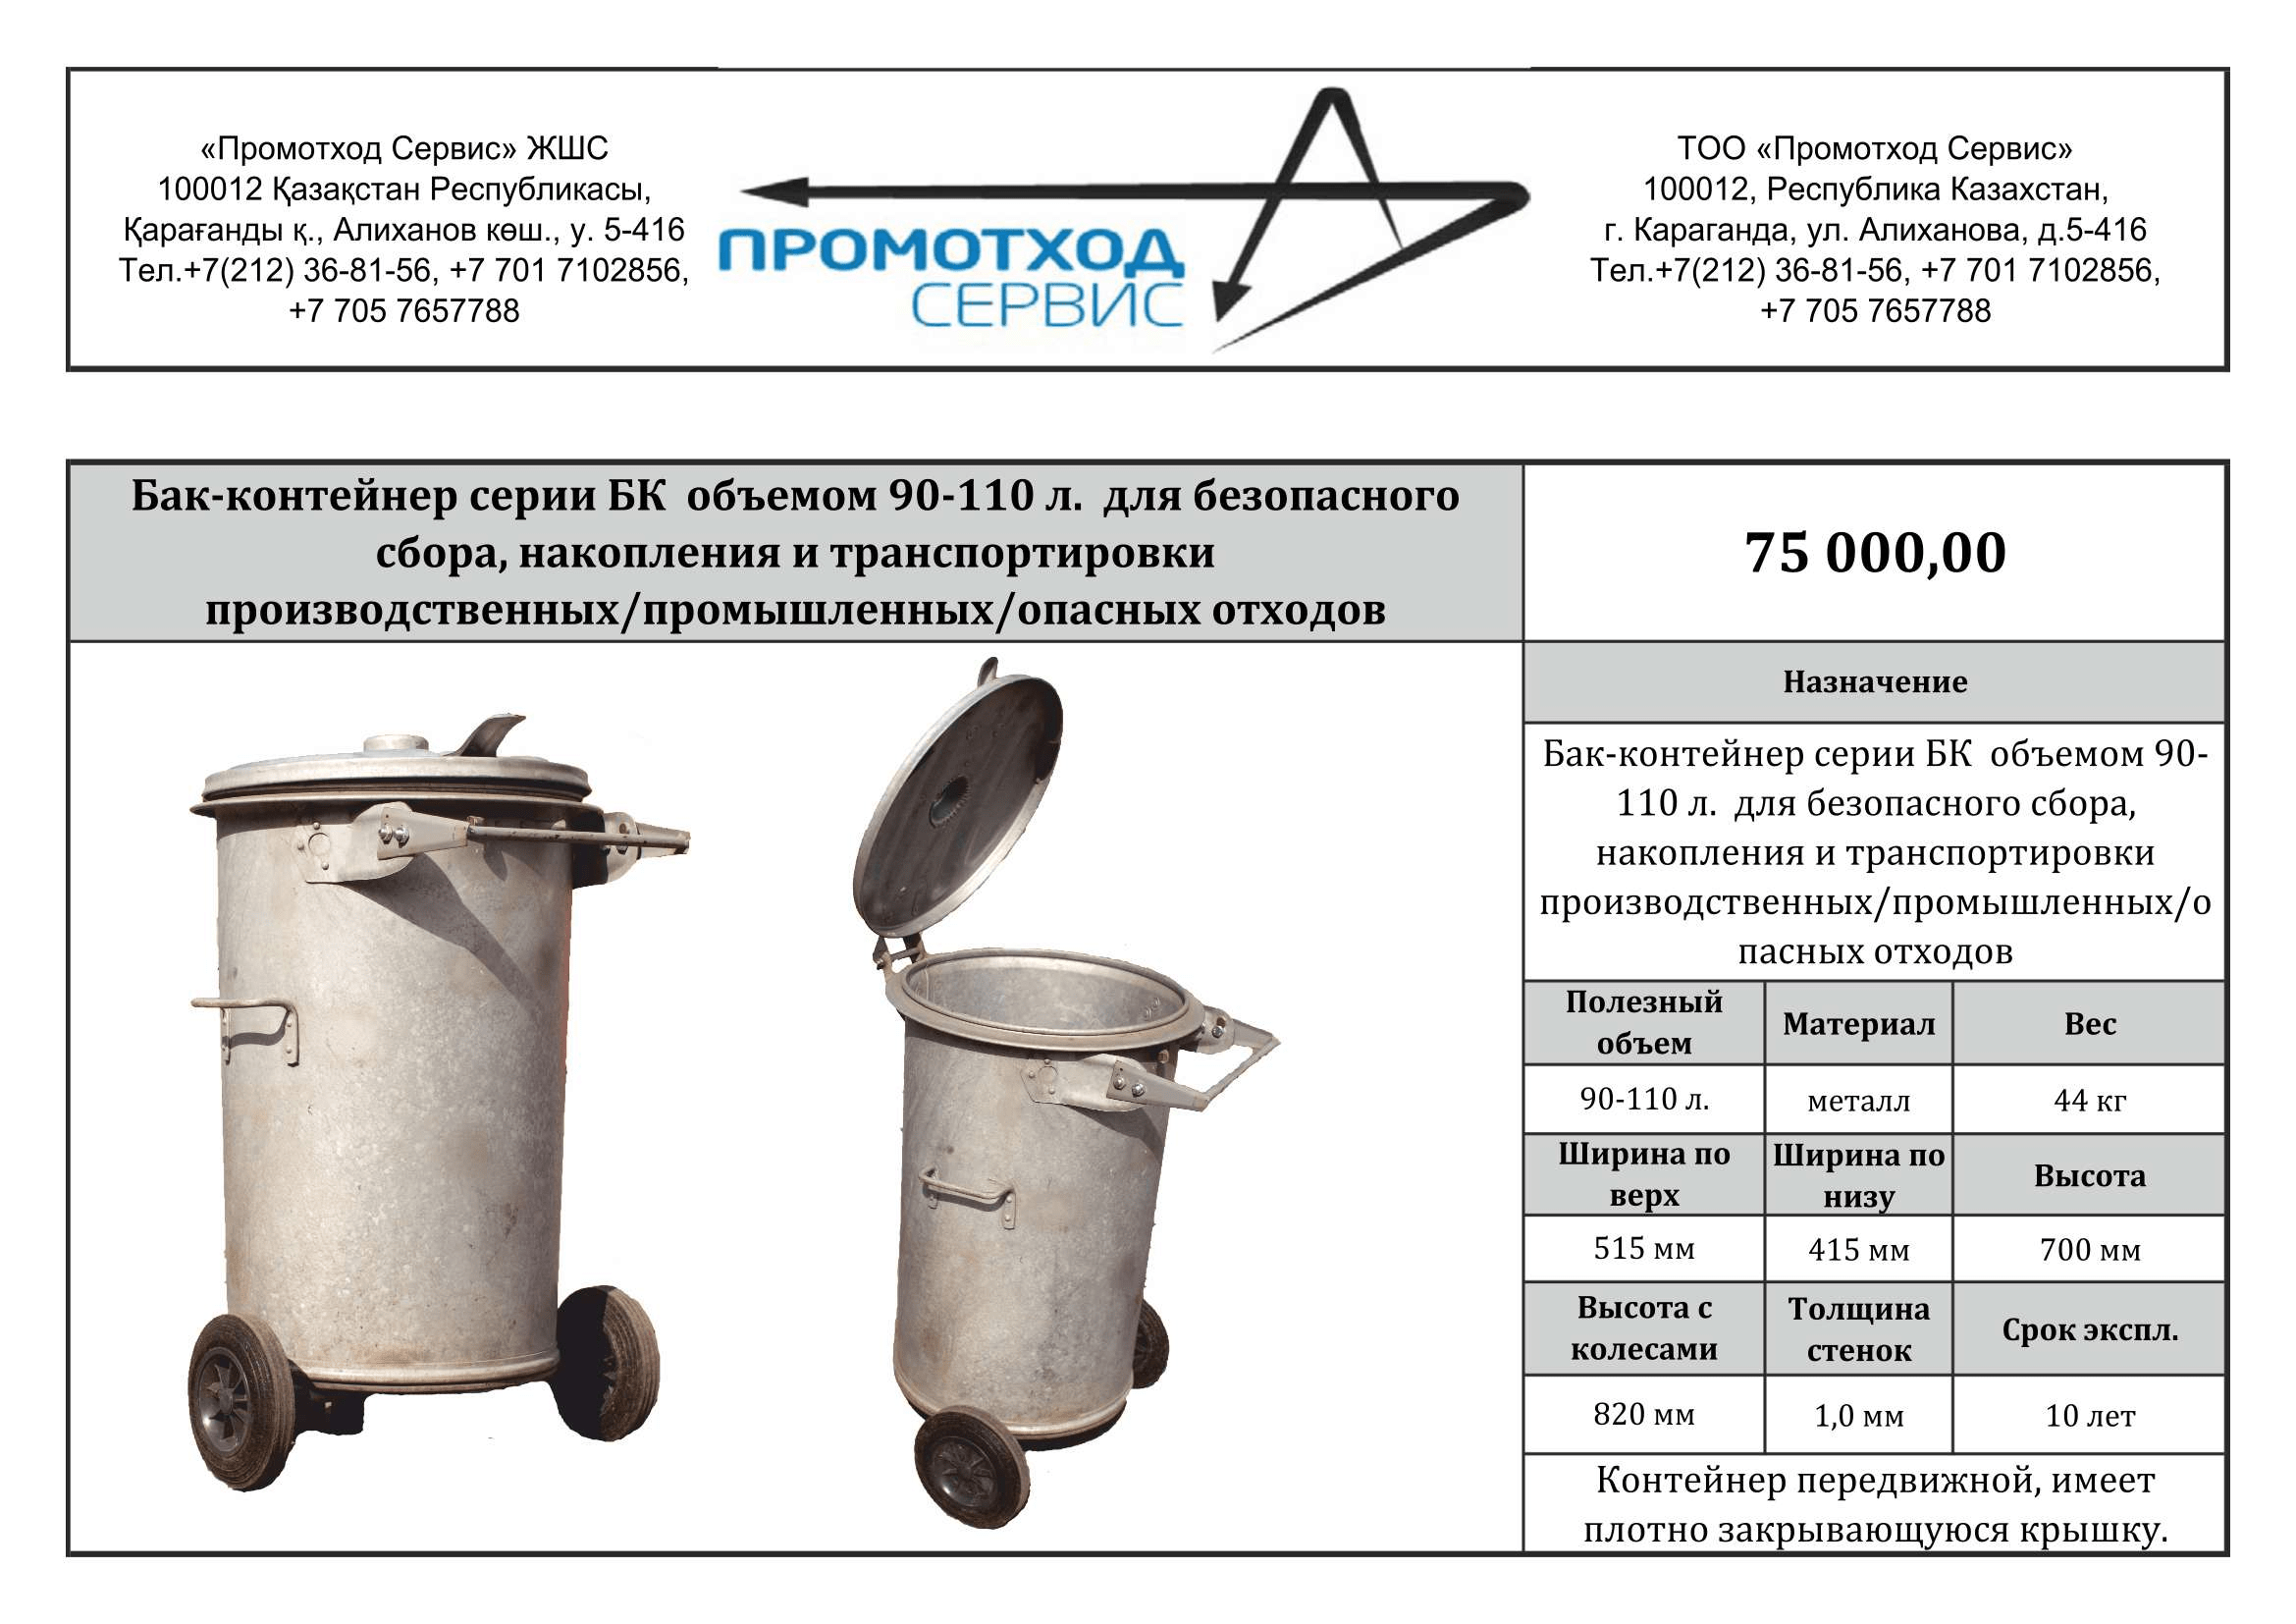 «Промотход Сервис» ЖШС
100012 Қазақстан Республикасы,
Қарағанды қ., Алиханов көш., у. 5-416
Тел.+7(212) 36-81-56, +7 701 7102856,
+7 705 7657788
ПРОМОТХОД
СЕРВИС
ТОО «Промотход Сервис»
100012, Республика Казахстан,
г. Караганда, ул. Алиханова, д.5-416
Тел.+7(212) 36-81-56, +7 701 7102856,
+7 705 7657788
Бак-контейнер серии БК объемом 90-110 л. для безопасного
сбора, накопления и транспортировки
производственных/промышленных/опасных отходов
75 000,00
Назначение
Бак-контейнер серии БК объемом 90-
110 л. для безопасного сбора,
накопления и транспортировки
производственных/промышленных/о
пасных отходов
Полезный
объем
Материал
Вес
90-110 л.
металл
44 кг
Ширина по
верх
Ширина по
низу
Высота
515 мм
415 мм
700 мм
Высота с
колесами
Толщина
стенок
Срок экспл.
820 мм
1,0 мм
10 лет
Контейнер передвижной, имеет
плотно закрывающуюся крышку.